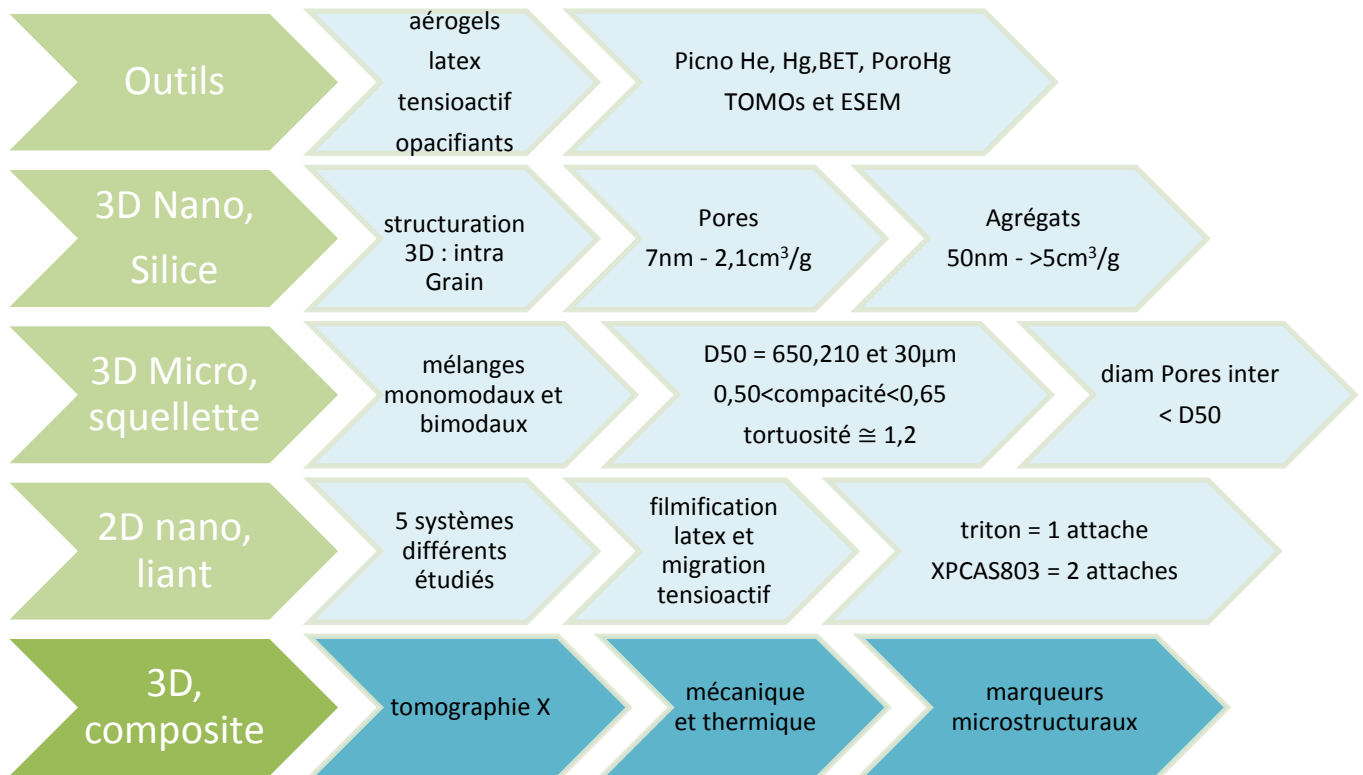 Outils
aérogels
latex
tensioactif
opacifiants
Picno He, Hg,BET, PoroHg
TOMOs et ESEM
3D Nano,
Silice
structuration
3D : intra
Grain
Pores
7nm - 2,1cm³/g
Agrégats
50nm - >5cm³/g
3D Micro,
squellette
mélanges
monomodaux et
bimodaux
D50 = 650,210 et 30µm
0,50<compacité<0,65
tortuosité ≅ 1,2
diam Pores inter
< D50
2D nano,
liant
5 systèmes
différents
étudiés
filmification
latex et
migration
tensioactif
triton = 1 attache
XPCAS803 = 2 attaches
3D,
composite
tomographie X
mécanique
et thermique
marqueurs
microstructuraux